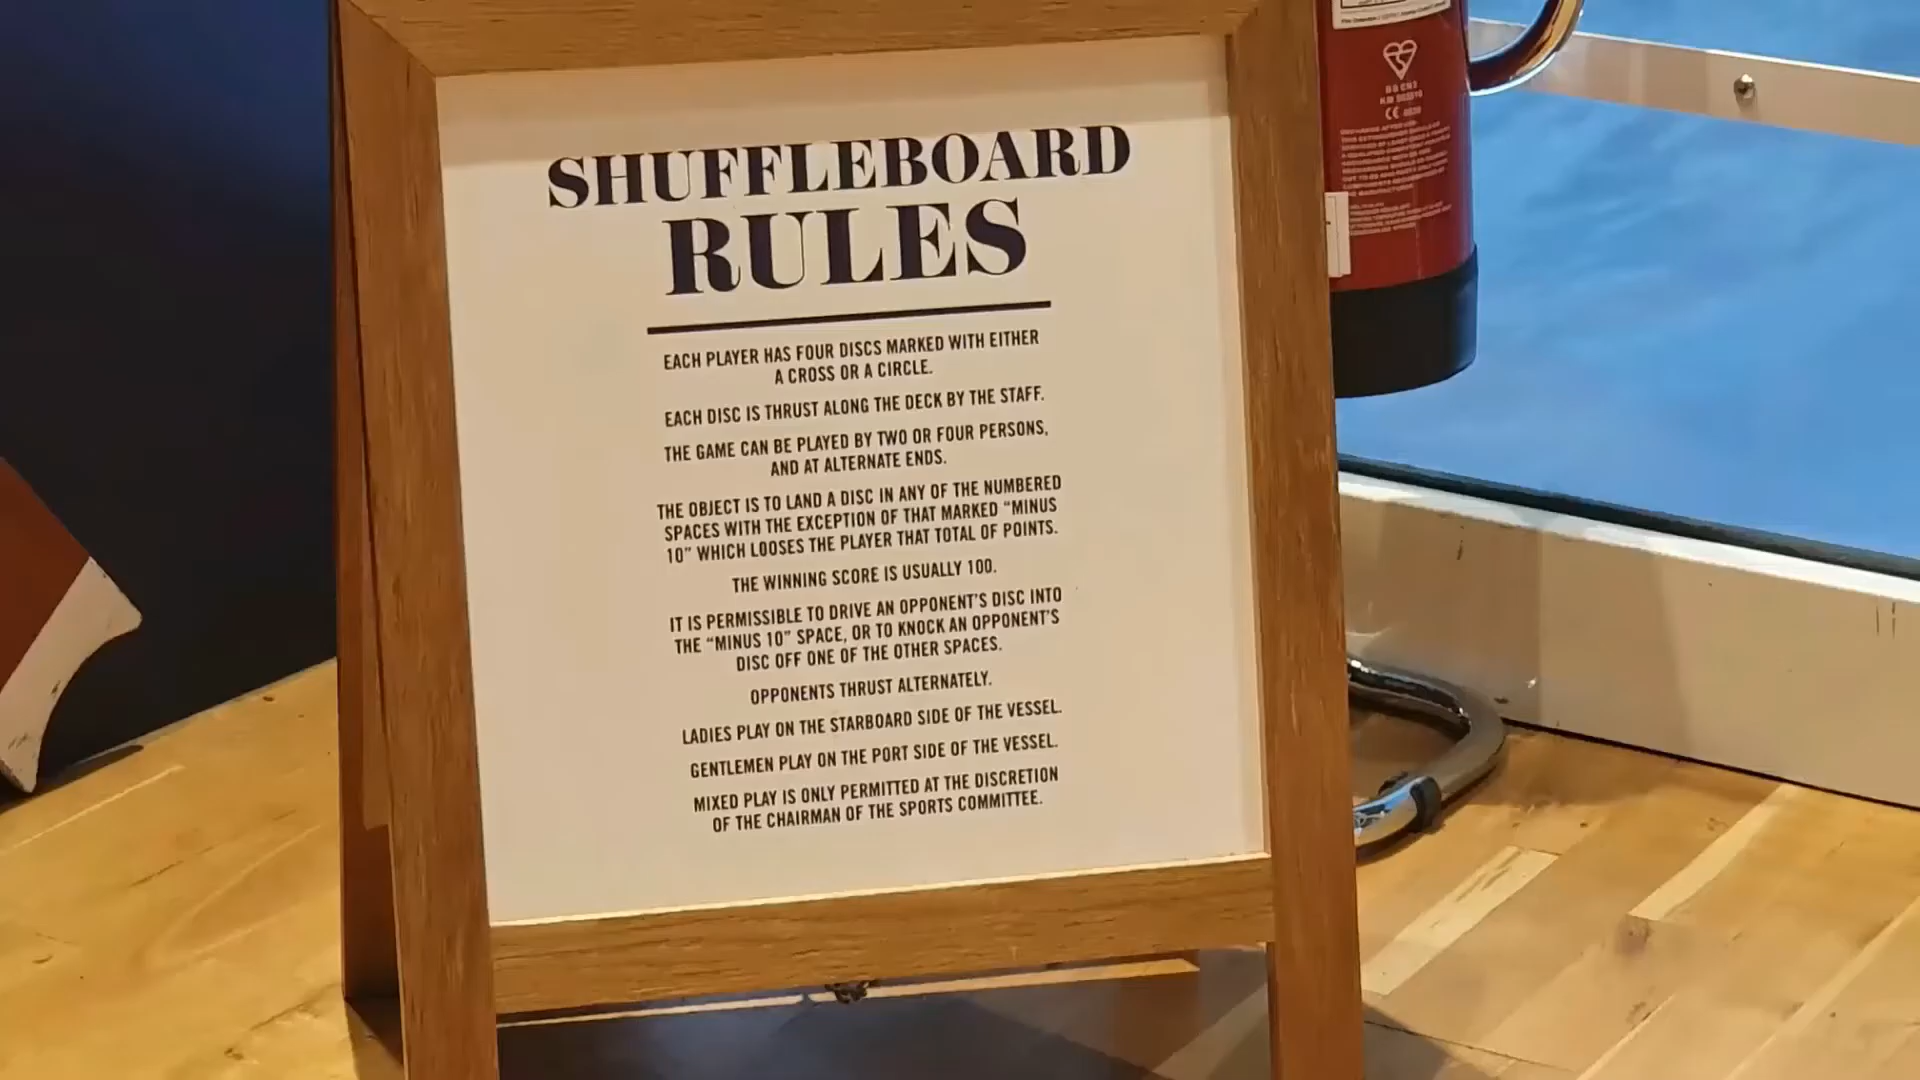 SHUFFLEBOARD
RULES
EACH PLAYER HAS FOUR DISCS MARKED WITH EITHER
A CROSS OR A CIRCLE.
EACH DISC IS THRUST ALONG THE DECK BY THE STAFF.
THE GAME CAN BE PLAYED BY TWO OR FOUR PERSONS,
AND AT ALTERNATE ENDS.
THE OBJECT IS TO LAND A DISC IN ANY OF THE NUMBERED
SPACES WITH THE EXCEPTION OF THAT MARKED “MINUS
10” WHICH LOOSES THE PLAYER THAT TOTAL OF POINTS.
THE WINNING SCORE IS USUALLY 100.
IT IS PERMISSIBLE TO DRIVE AN OPPONENT’S DISC INTO
THE “MINUS 10” SPACE, OR TO KNOCK AN OPPONENT’S
DISC OFF ONE OF THE OTHER SPACES.
OPPONENTS THRUST ALTERNATELY.
LADIES PLAY ON THE STARBOARD SIDE OF THE VESSEL.
GENTLEMEN PLAY ON THE PORT SIDE OF THE VESSEL.
MIXED PLAY IS ONLY PERMITTED AT THE DISCRETION
OF THE CHAIRMAN OF THE SPORTS COMMITTEE.
CE